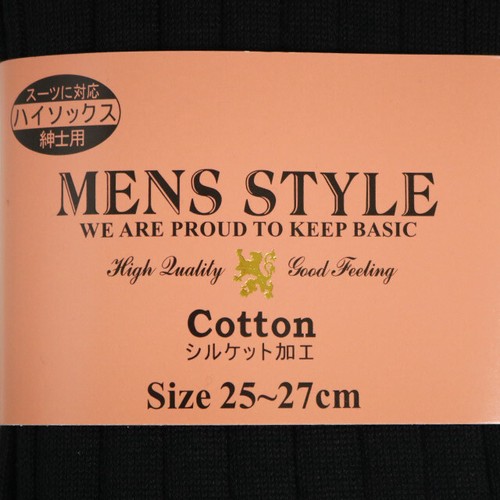 スーツに対応
ハイソックス
紳士用
MENS STYLE
WE ARE PROUD TO KEEP BASIC
High Quality Good Feeling
Cotton
シルケット加工
Size 25~27cm